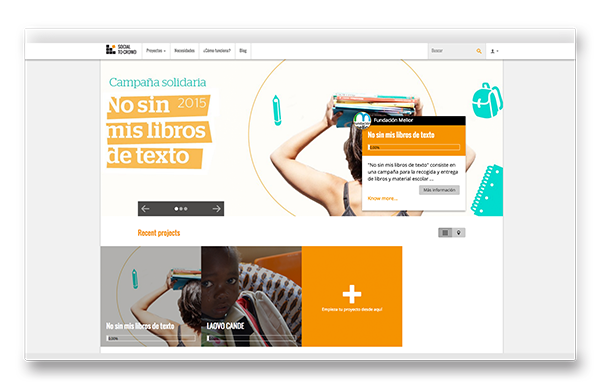 SOCIAL
TO CROWD
Proyectos
Necesidades
¿Cómo funciona?
Blog
Buscar
Campaña solidaria
No sin 2015
mis libros
de texto
Fundación Melior
No sin mis libros de texto
"No sin mis libros de texto" consiste en
una campaña para la recogida y entrega
de libros y material escolar ...
Más información
Know more...
Recent projects
No sin mis libros de texto
LAOVO CANDE
Empieza tu proyecto desde aquí!